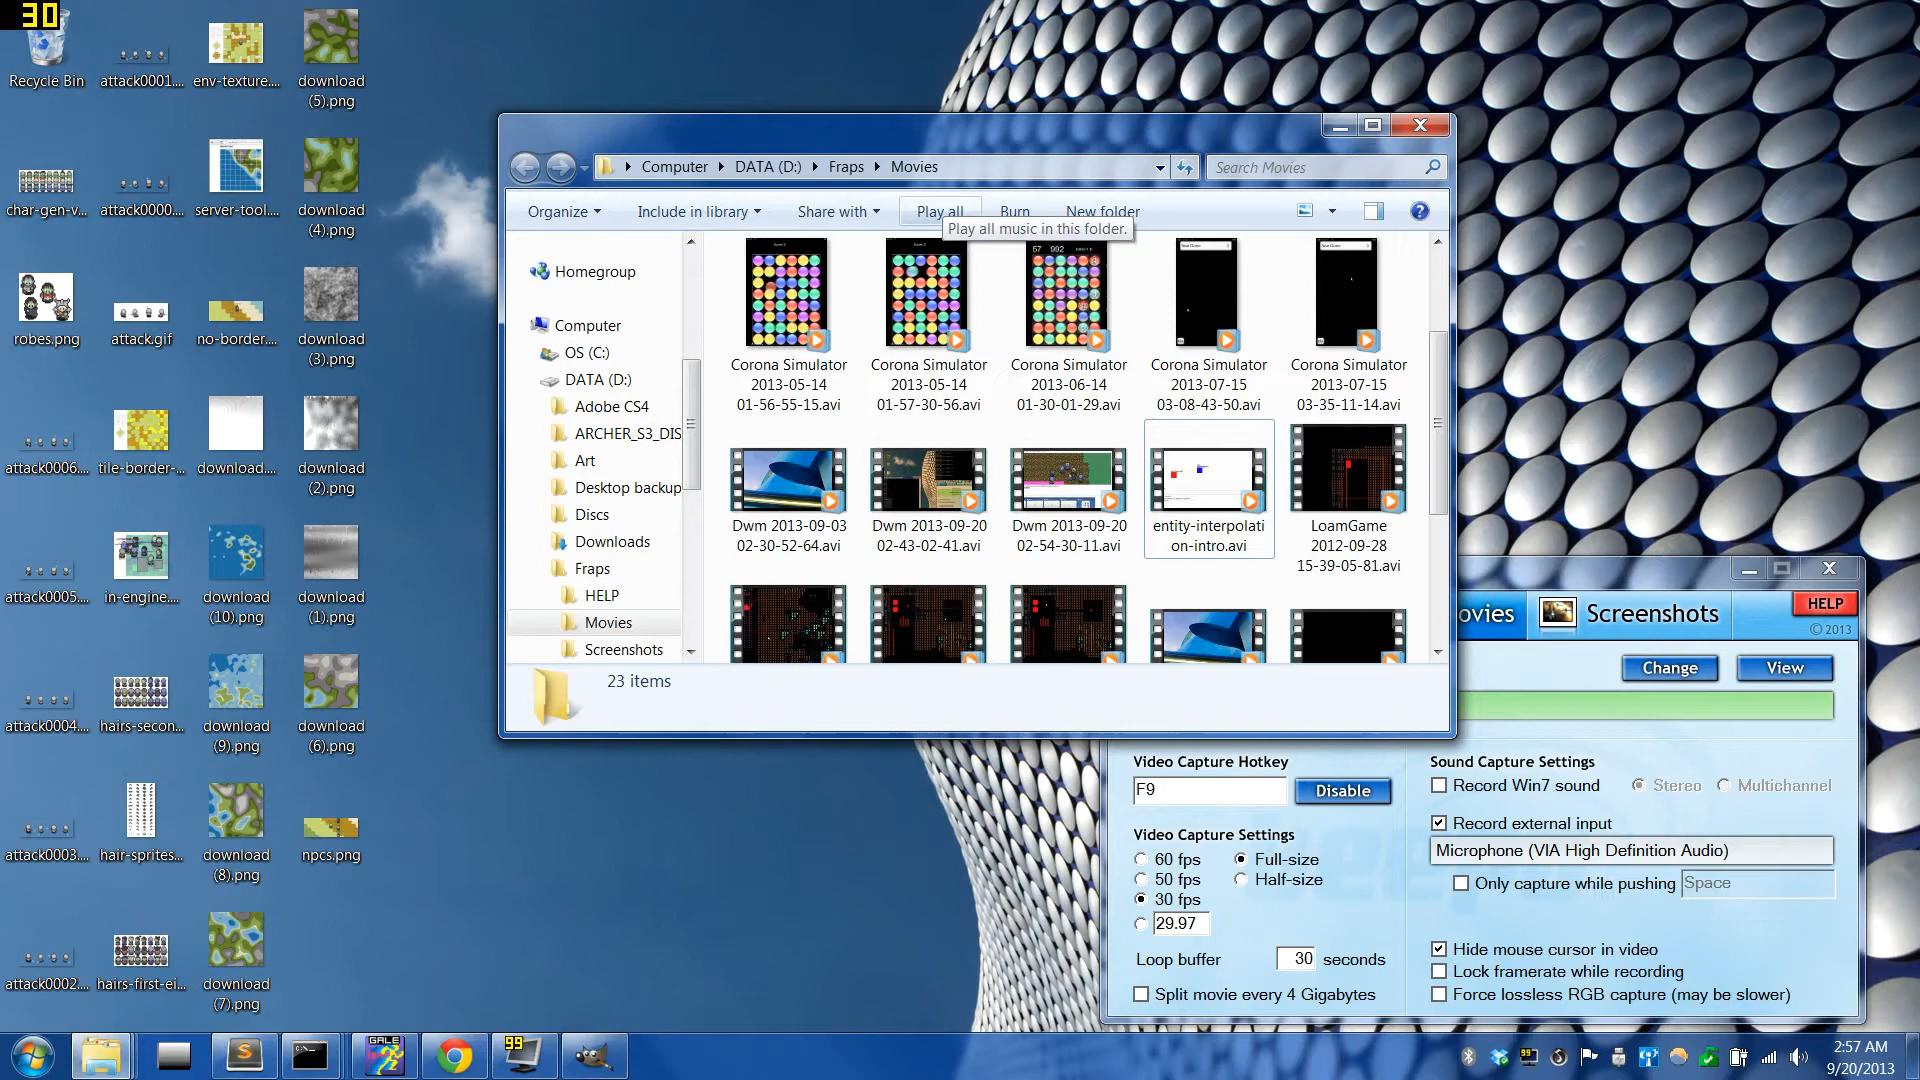 30
Recycle Bin
attack0001....
env-texture....
download
(5).png
char-gen-v...
attack0000....
server-tool....
download
(4).png
robes.png
attack.gif
no-border....
download
(3).png
attack0006....
tile-border-...
download....
download
(2).png
attack0005....
in-engine....
download
(10).png
download
(1).png
attack0004....
hairs-secon...
download
(9).png
download
(6).png
attack0003....
hair-sprites...
download
(8).png
npcs.png
attack0002....
hairs-first-ei...
download
(7).png
Computer
DATA (D:)
Fraps
Movies
Search Movies
Organize
Include in library
Share with
Play all
Burn
New folder
Play all music in this folder.
Homegroup
Computer
OS (C:)
DATA (D:)
Adobe CS4
ARCHER_S3_DIS
Art
Desktop backup
Discs
Downloads
Fraps
HELP
Movies
Screenshots
57 992
Corona Simulator
2013-05-14
01-56-55-15.avi
Corona Simulator
2013-05-14
01-57-30-56.avi
Corona Simulator
2013-06-14
01-30-01-29.avi
Corona Simulator
2013-07-15
03-08-43-50.avi
Corona Simulator
2013-07-15
03-35-11-14.avi
Dwm 2013-09-03
02-30-52-64.avi
Dwm 2013-09-20
02-43-02-41.avi
Dwm 2013-09-20
02-54-30-11.avi
entity-interpolati
on-intro.avi
LoamGame
2012-09-28
15-39-05-81.avi
23 items
ovies
Screenshots
HELP
© 2013
Change
View
Video Capture Hotkey
F9
Disable
Video Capture Settings
60 fps
50 fps
30 fps
29.97
Full-size
Half-size
Loop buffer
30 seconds
Split movie every 4 Gigabytes
Sound Capture Settings
Record Win7 sound
Stereo
Multichannel
Record external input
Microphone (VIA High Definition Audio)
Only capture while pushing
Space
Hide mouse cursor in video
Lock framerate while recording
Force lossless RGB capture (may be slower)
GALE
99
99
2:57 AM
9/20/2013